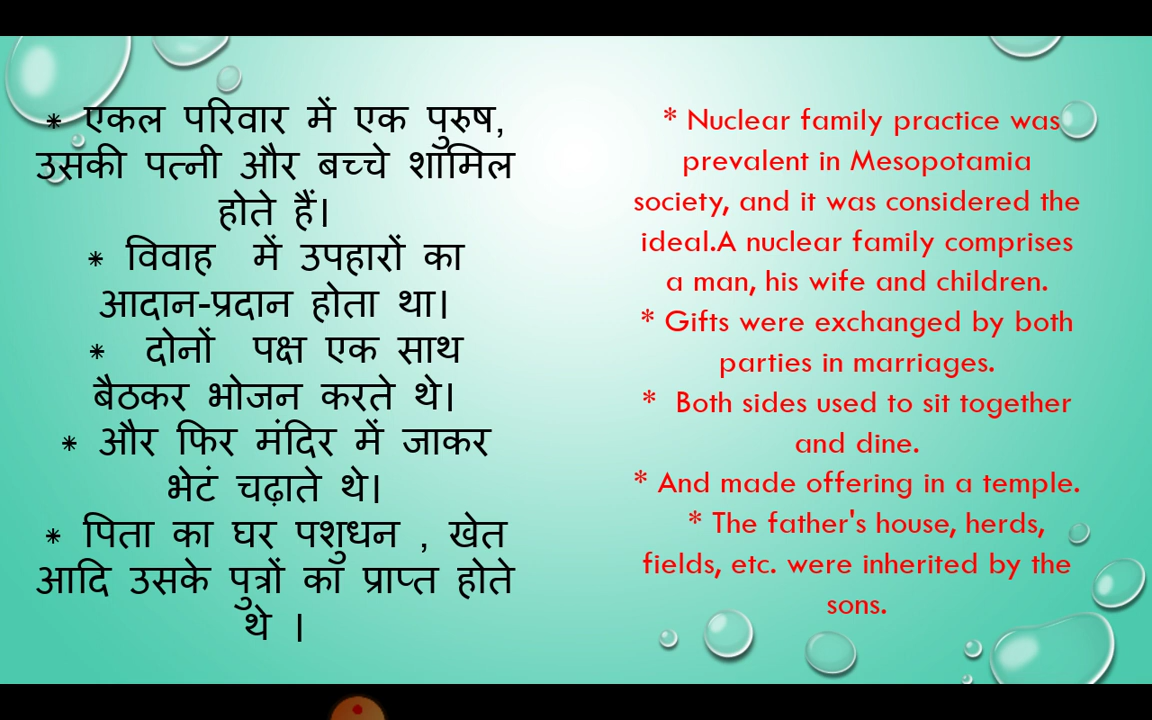 * एकल परिवार में एक पुरुष,
उसकी पत्नी और बच्चे शामिल
होते हैं।
* विवाह में उपहारों का
आदान-प्रदान होता था।
* दोनों पक्ष एक साथ
बैठकर भोजन करते थे।
* और फिर मंदिर में जाकर
भेटं चढ़ाते थे।
* पिता का घर पशुधन , खेत
आदि उसके पुत्रों का प्राप्त होते
थे ।
* Nuclear family practice was
prevalent in Mesopotamia
society, and it was considered the
ideal.A nuclear family comprises
a man, his wife and children.
* Gifts were exchanged by both
parties in marriages.
* Both sides used to sit together
and dine.
* And made offering in a temple.
* The father's house, herds,
fields, etc. were inherited by the
sons.